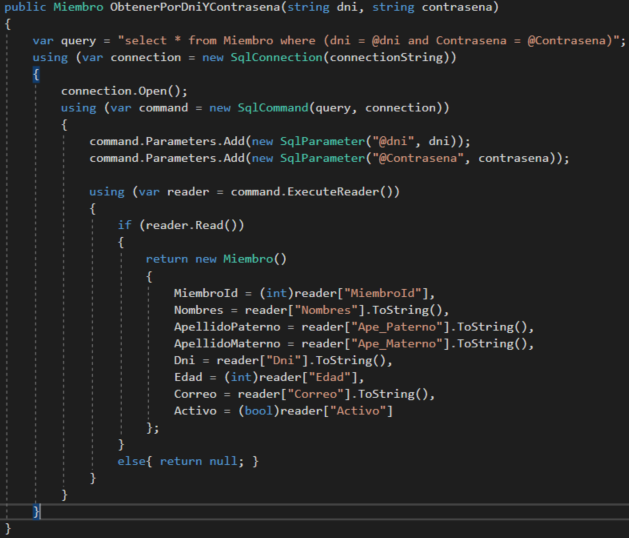 public Miembro ObtenerPorDniYContrasena(string dni, string contrasena)
{
var query = "select * from Miembro where (dni = @dni and Contrasena = @Contrasena)";
using (var connection = new SqlConnection(connectionString))
{
connection.Open();
using (var command = new SqlCommand(query, connection))
{
command.Parameters.Add(new SqlParameter("@dni", dni));
command.Parameters.Add(new SqlParameter("@Contrasena", contrasena));
using (var reader = command.ExecuteReader())
{
if (reader.Read())
{
return new Miembro()
{
MiembroId = (int)reader["MiembroId"],
Nombres = reader["Nombres"].ToString(),
ApellidoPaterno = reader["Ape_Paterno"].ToString(),
ApellidoMaterno = reader["Ape_Materno"].ToString(),
Dni = reader["Dni"].ToString(),
Edad = (int)reader["Edad"],
Correo = reader["Correo"].ToString(),
Activo = (bool)reader["Activo"]
};
}
else{ return null; }
}
}
}
}